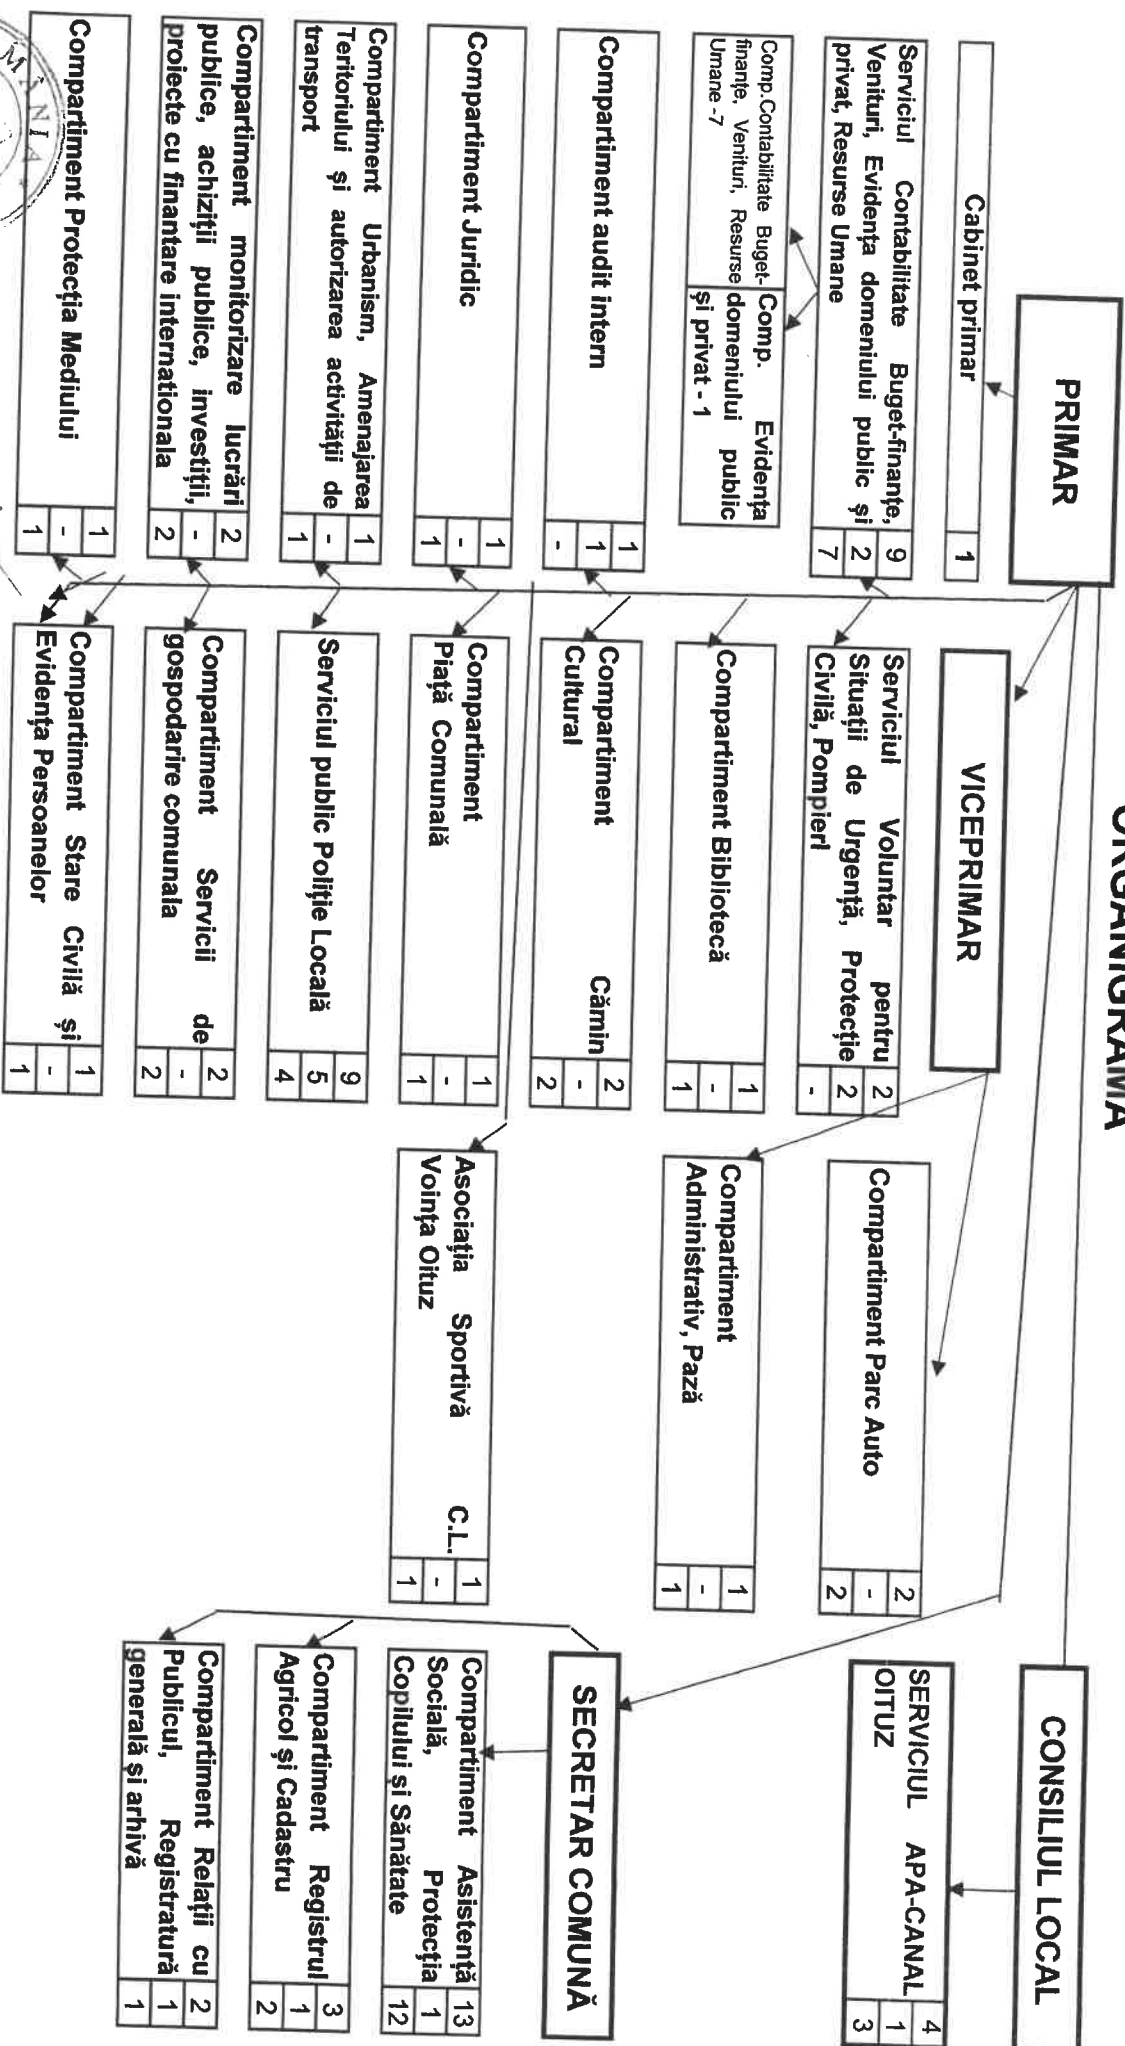 ORGANIGRAMA
PRIMAR
CONSILIUL LOCAL
Cabinet primar
1
VICEPRIMAR
SERVICIUL APA-CANAL
OITUZ
4
1
3
Serviciul Contabilitate Buget-finanțe,
Venituri, Evidența domeniului public și
privat, Resurse Umane
9
2
7
Comp.Contabilitate Buget-
finanțe, Venituri, Resurse
Umane -7
Comp. Evidența
domeniului public
și privat - 1
Compartiment audit intern
1
1
-
Compartiment Juridic
1
-
1
Compartiment Urbanism, Amenajarea
Teritoriului și autorizarea activității de
transport
1
-
1
Compartiment monitorizare lucrări
publice, achiziții publice, investiții,
proiecte cu finantare internationala
2
-
2
Compartiment Protecția Mediului
1
-
1
Serviciul Voluntar pentru
Situații de Urgență, Protecție
Civilă, Pompieri
2
2
-
Compartiment Bibliotecă
1
-
1
Compartiment Cămin
Cultural
2
-
2
Compartiment
Piață Comunală
1
-
1
Serviciul public Poliție Locală
9
5
4
Compartiment Servicii de
gospodarire comunala
2
-
2
Compartiment Stare Civilă și
Evidența Persoanelor
1
-
1
Compartiment Parc Auto
2
-
2
Compartiment
Administrativ, Pază
1
-
1
Asociația Sportivă C.L.
Voința Oituz
1
-
1
SECRETAR COMUNĂ
Compartiment Asistență
Socială, Protecția
Copilului și Sănătate
13
1
12
Compartiment Registrul
Agricol și Cadastru
3
1
2
Compartiment Relații cu
Publicul, Registratură
generală și arhivă
2
1
1